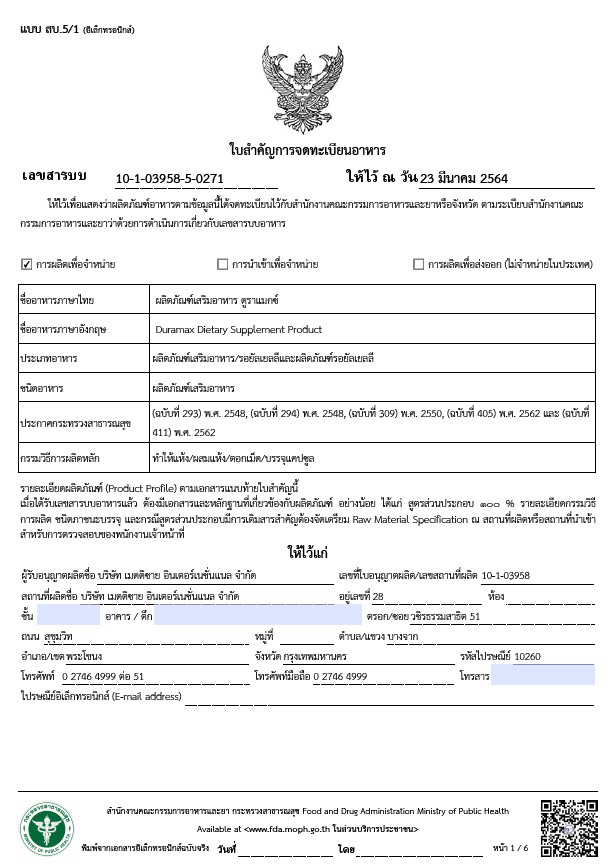 แบบ สบ.5/1 (อิเล็กทรอนิกส์)
ใบสำคัญการจดทะเบียนอาหาร
เลขสารบบ 10-1-03958-5-0271 ให้ไว้ ณ วัน 23 มีนาคม 2564
ให้ไว้เพื่อแสดงว่าผลิตภัณฑ์อาหารตามข้อมูลนี้ได้จดทะเบียนไว้กับสำนักงานคณะกรรมการอาหารและยาหรือจังหวัด ตามระเบียบสำนักงานคณะ
กรรมการอาหารและยาว่าด้วยการดำเนินการเกี่ยวกับเลขสารบบอาหาร
☑ การผลิตเพื่อจำหน่าย ☐ การนำเข้าเพื่อจำหน่าย ☐ การผลิตเพื่อส่งออก (ไม่จำหน่ายในประเทศ)
ชื่ออาหารภาษาไทย ผลิตภัณฑ์เสริมอาหาร ดูราแมกซ์
ชื่ออาหารภาษาอังกฤษ Duramax Dietary Supplement Product
ประเภทอาหาร ผลิตภัณฑ์เสริมอาหาร/รอยัลเยลลีและผลิตภัณฑ์รอยัลเยลลี
ชนิดอาหาร ผลิตภัณฑ์เสริมอาหาร
ประกาศกระทรวงสาธารณสุข (ฉบับที่ 293) พ.ศ. 2548, (ฉบับที่ 294) พ.ศ. 2548, (ฉบับที่ 309) พ.ศ. 2550, (ฉบับที่ 405) พ.ศ. 2562 และ (ฉบับที่
411) พ.ศ. 2562
กรรมวิธีการผลิตหลัก ทำให้แห้ง/ผสมแห้ง/ตอกเม็ด/บรรจุแคปซูล
รายละเอียดผลิตภัณฑ์ (Product Profile) ตามเอกสารแนบท้ายใบสำคัญนี้
เมื่อได้รับเลขสารบบอาหารแล้ว ต้องมีเอกสารและหลักฐานที่เกี่ยวข้องกับผลิตภัณฑ์ อย่างน้อย ได้แก่ สูตรส่วนประกอบ ๑๐๐ % รายละเอียดกรรมวิธี
การผลิต ชนิดภาชนะบรรจุ และกรณีสูตรส่วนประกอบมีการเติมสารสำคัญต้องจัดเตรียม Raw Material Specification ณ สถานที่ผลิตหรือสถานที่นำเข้า
สำหรับการตรวจสอบของพนักงานเจ้าหน้าที่
ให้ไว้แก่
ผู้รับอนุญาตผลิตชื่อ บริษัท เมดติซาย อินเตอร์เนชั่นแนล จำกัด เลขที่ใบอนุญาตผลิต/เลขสถานที่ผลิต 10-1-03958
สถานที่ผลิตชื่อ บริษัท เมดติซาย อินเตอร์เนชั่นแนล จำกัด อยู่เลขที่ 28 ห้อง
ชั้น อาคาร / ตึก ตรอก/ซอย วชิรธรรมสาธิต 51
ถนน สุขุมวิท หมู่ที่ ตำบล/แขวง บางจาก
อำเภอ/เขต พระโขนง จังหวัด กรุงเทพมหานคร รหัสไปรษณีย์ 10260
โทรศัพท์ 0 2746 4999 ต่อ 51 โทรศัพท์มือถือ 0 2746 4999 โทรสาร
ไปรษณีย์อิเล็กทรอนิกส์ (E-mail address)
สำนักงานคณะกรรมการอาหารและยา กระทรวงสาธารณสุข Food and Drug Administration Ministry of Public Health
Available at <www.fda.moph.go.th ในส่วนบริการประชาชน>
พิมพ์จากเอกสารอิเล็กทรอนิกส์ฉบับจริง วันที่ โดย หน้า 1 / 6